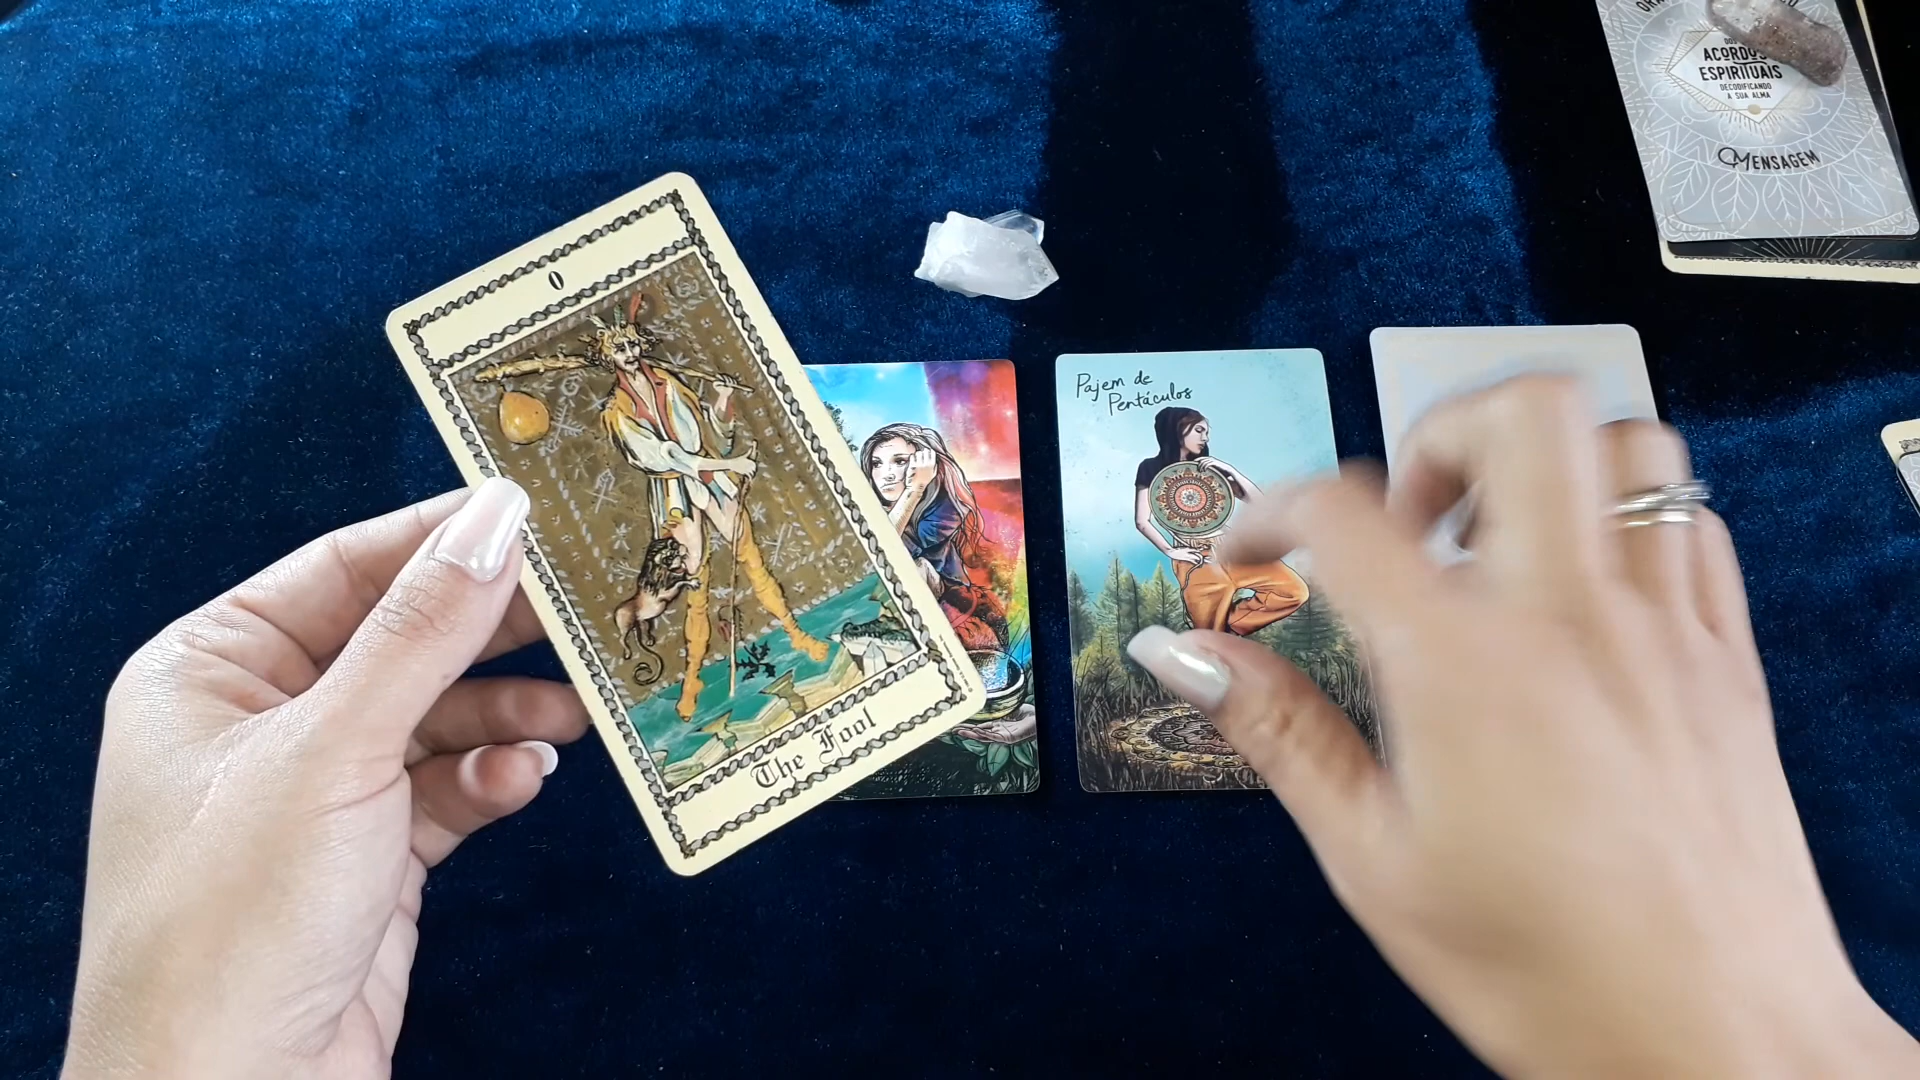 0
The Fool
Pajem de
Pentáculos
ACORDOS
ESPIRITUAIS
DECODIFICANDO
A SUA ALMA
MENSAGEM